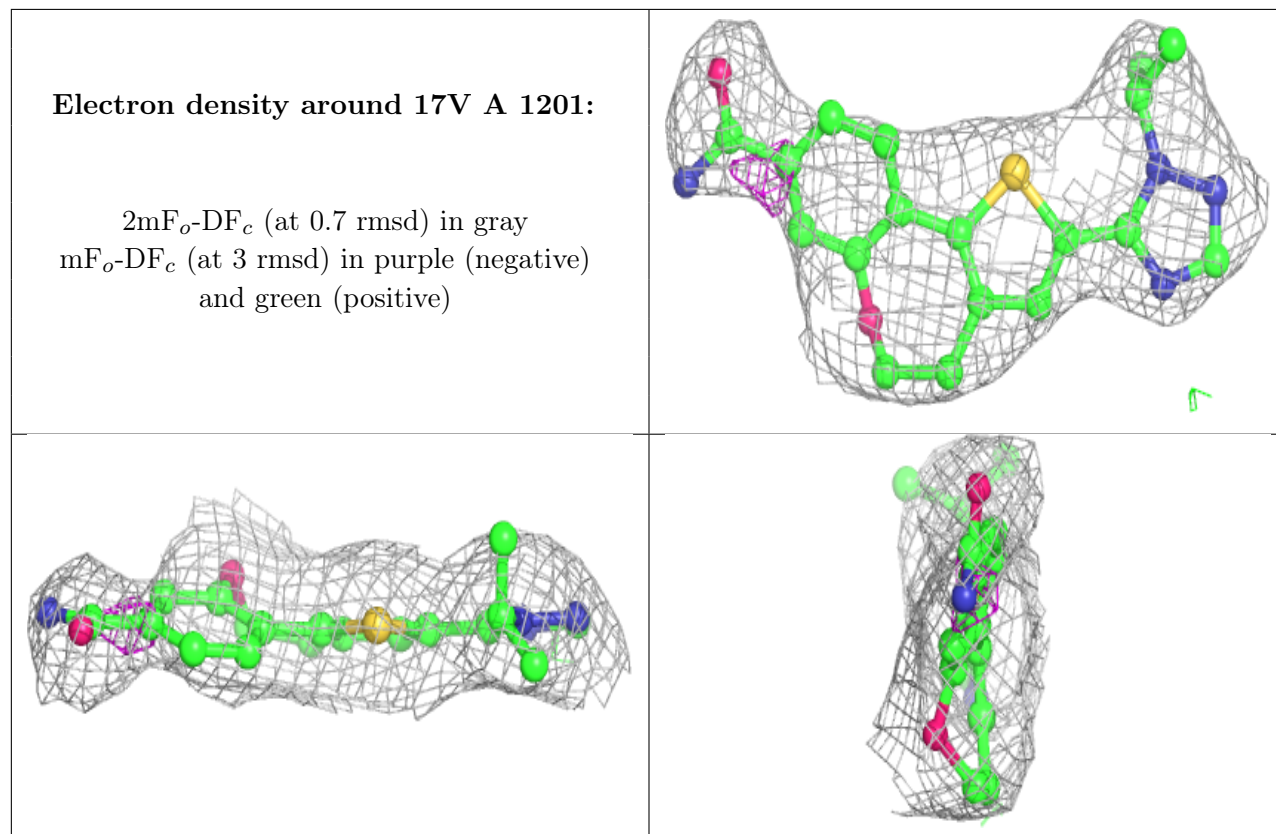 Electron density around 17V A 1201:
2mFo-DFc (at 0.7 rmsd) in gray
mFo-DFc (at 3 rmsd) in purple (negative)
and green (positive)